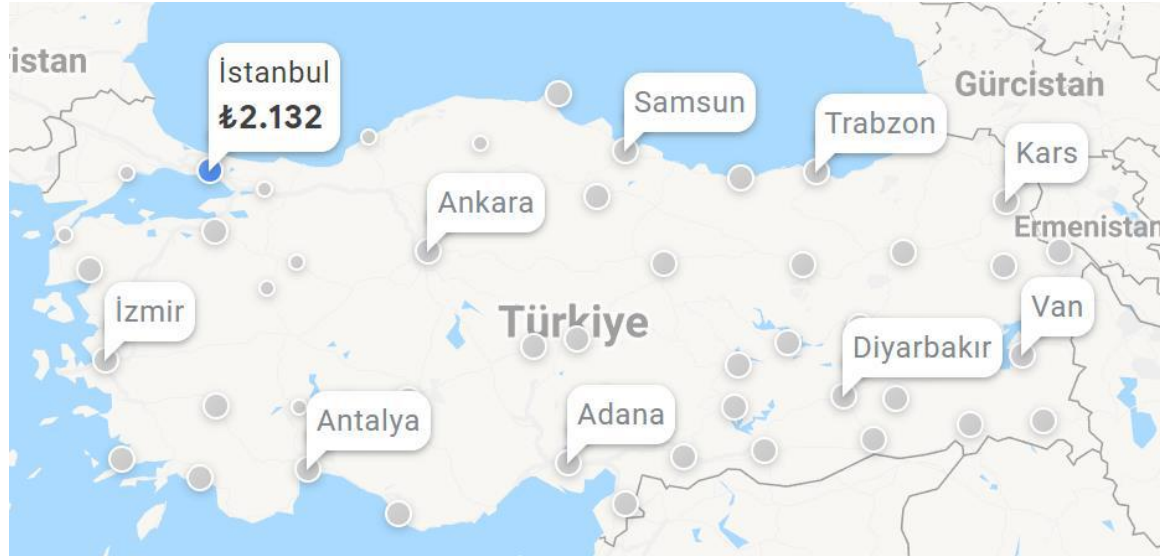 istan
İstanbul
₺2.132
Samsun
Gürcistan
Trabzon
Kars
Ankara
Ermenistan
İzmir
Türkiye
Van
Diyarbakır
Antalya
Adana